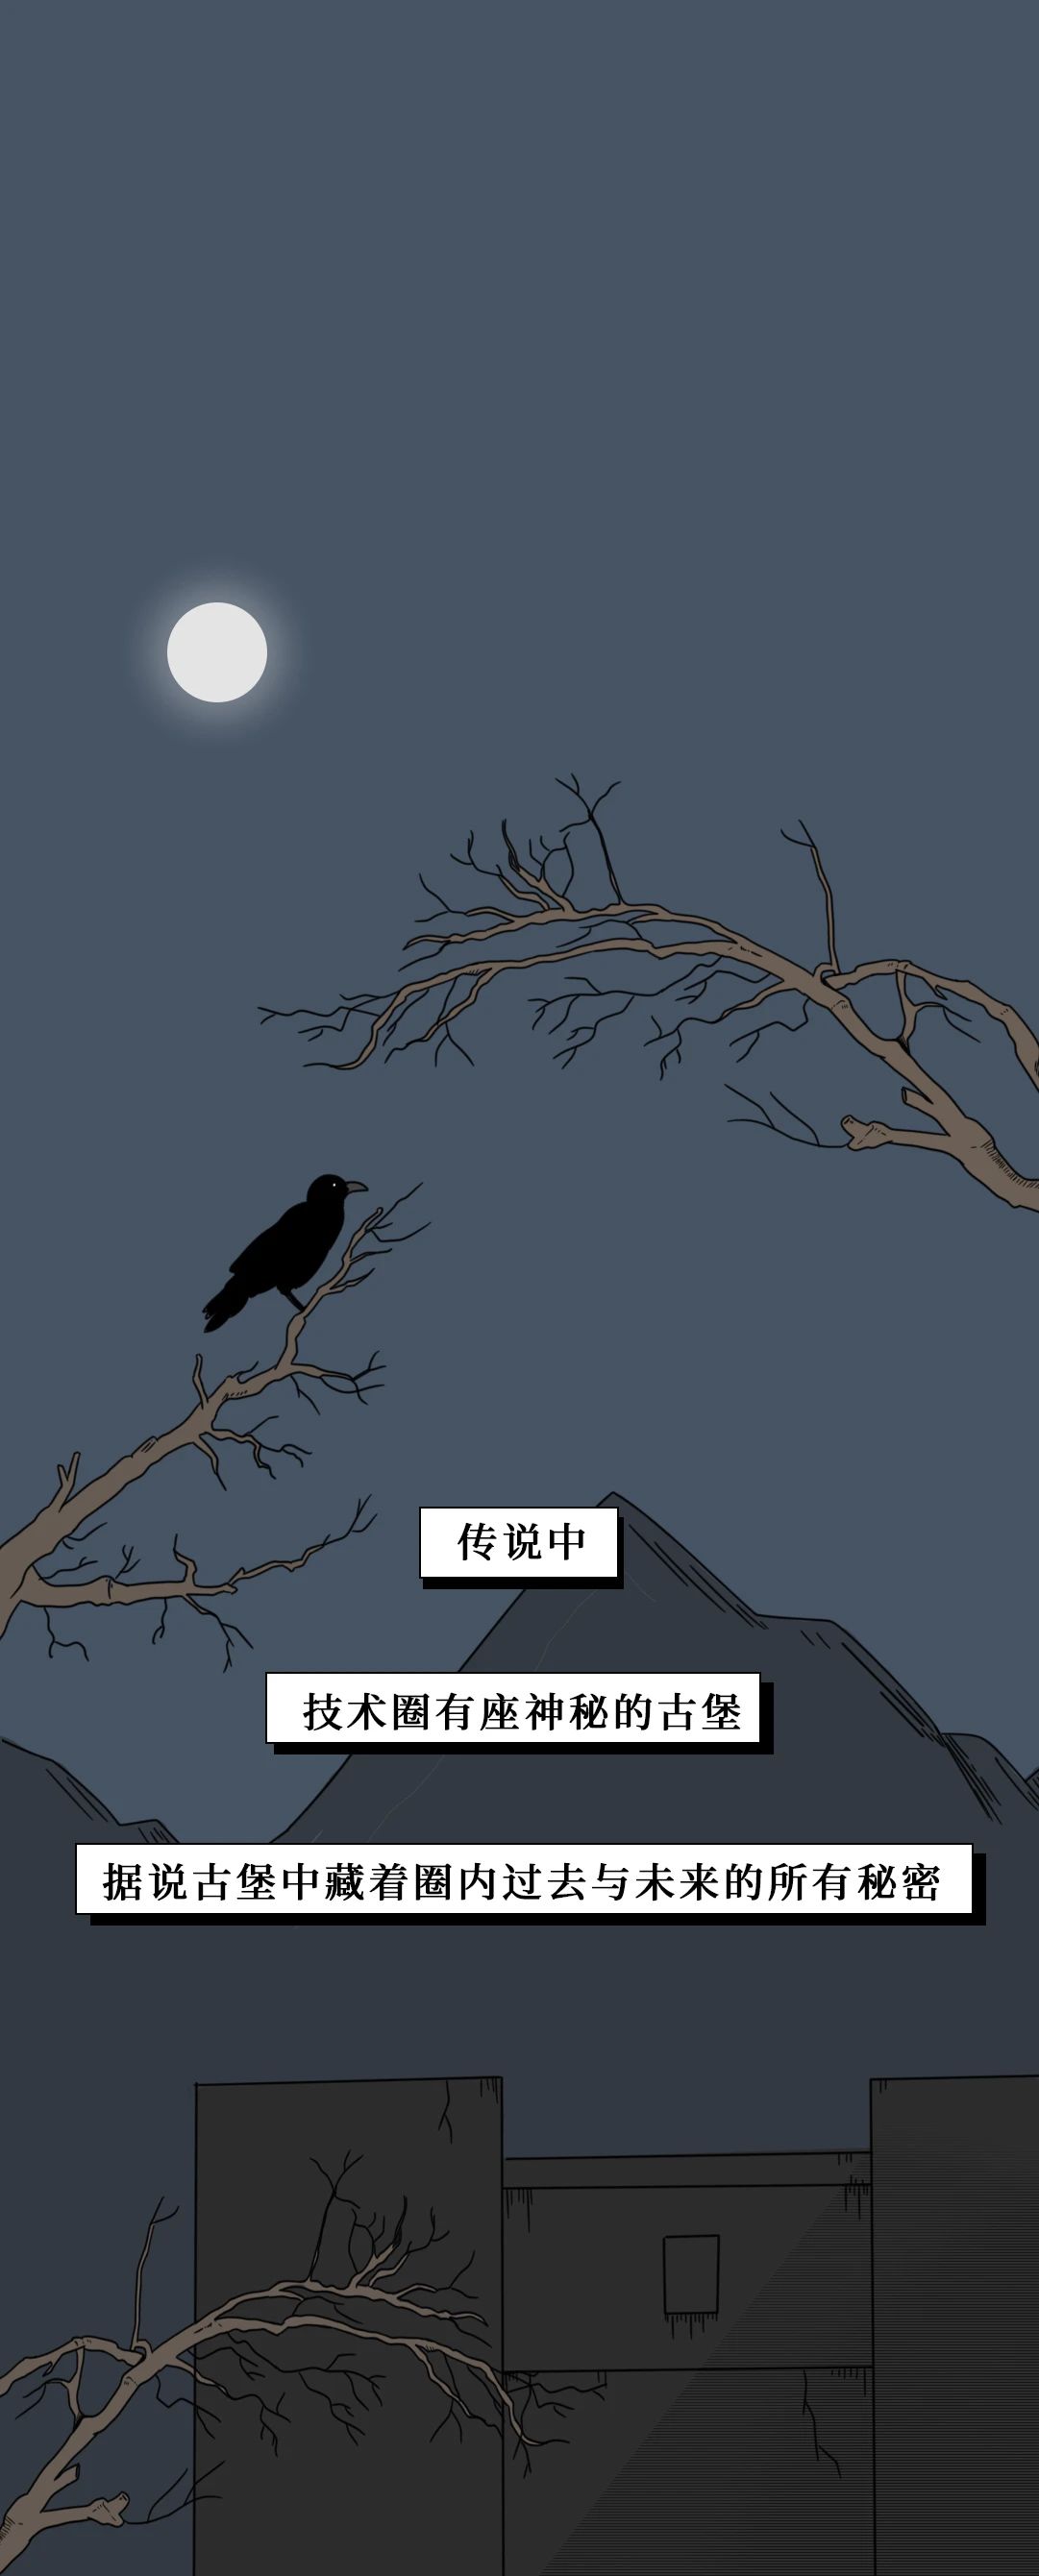 传说中
技术圈有座神秘的古堡
据说古堡中藏着圈内过去与未来的所有秘密